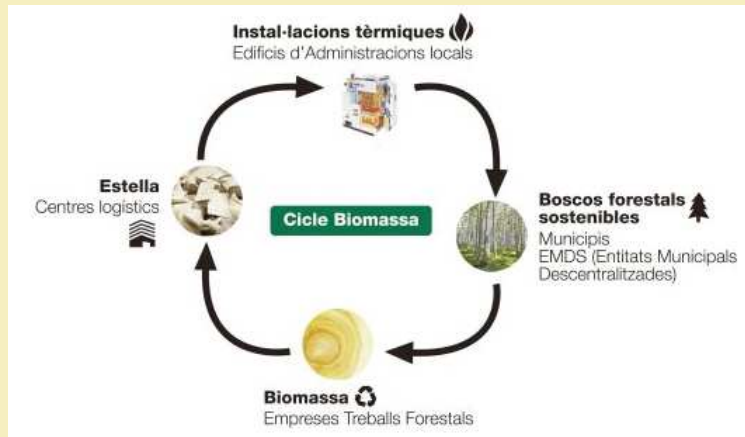 Instal·lacions tèrmiques
Edificis d'Administracions locals
Estella
Centres logístics
Cicle Biomassa
Boscos forestals
sostenibles
Municipis
EMDS (Entitats Municipals
Descentralitzades)
Biomassa
Empreses Treballs Forestals